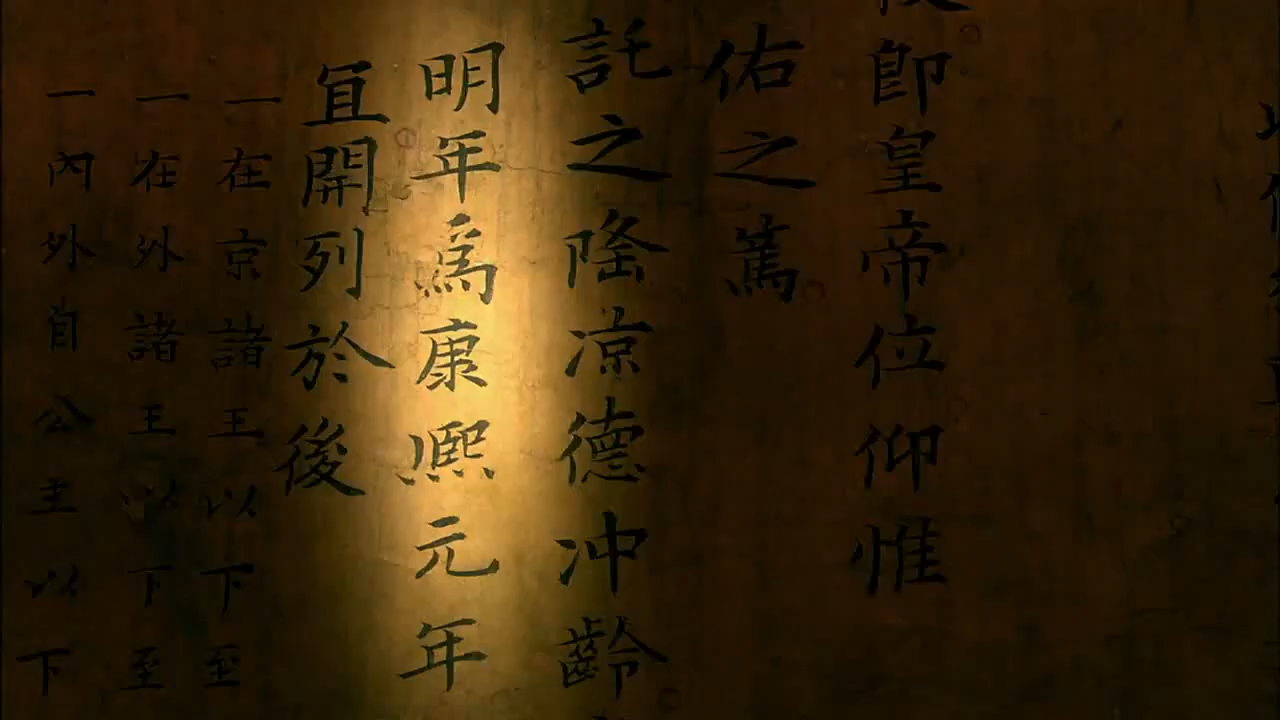 即皇帝位仰惟
佑之篤
託之隆凉德冲齡
明年爲康熙元年
宜開列於後
一在京諸王以下至
一在外諸王以下至
一內外自公主以下